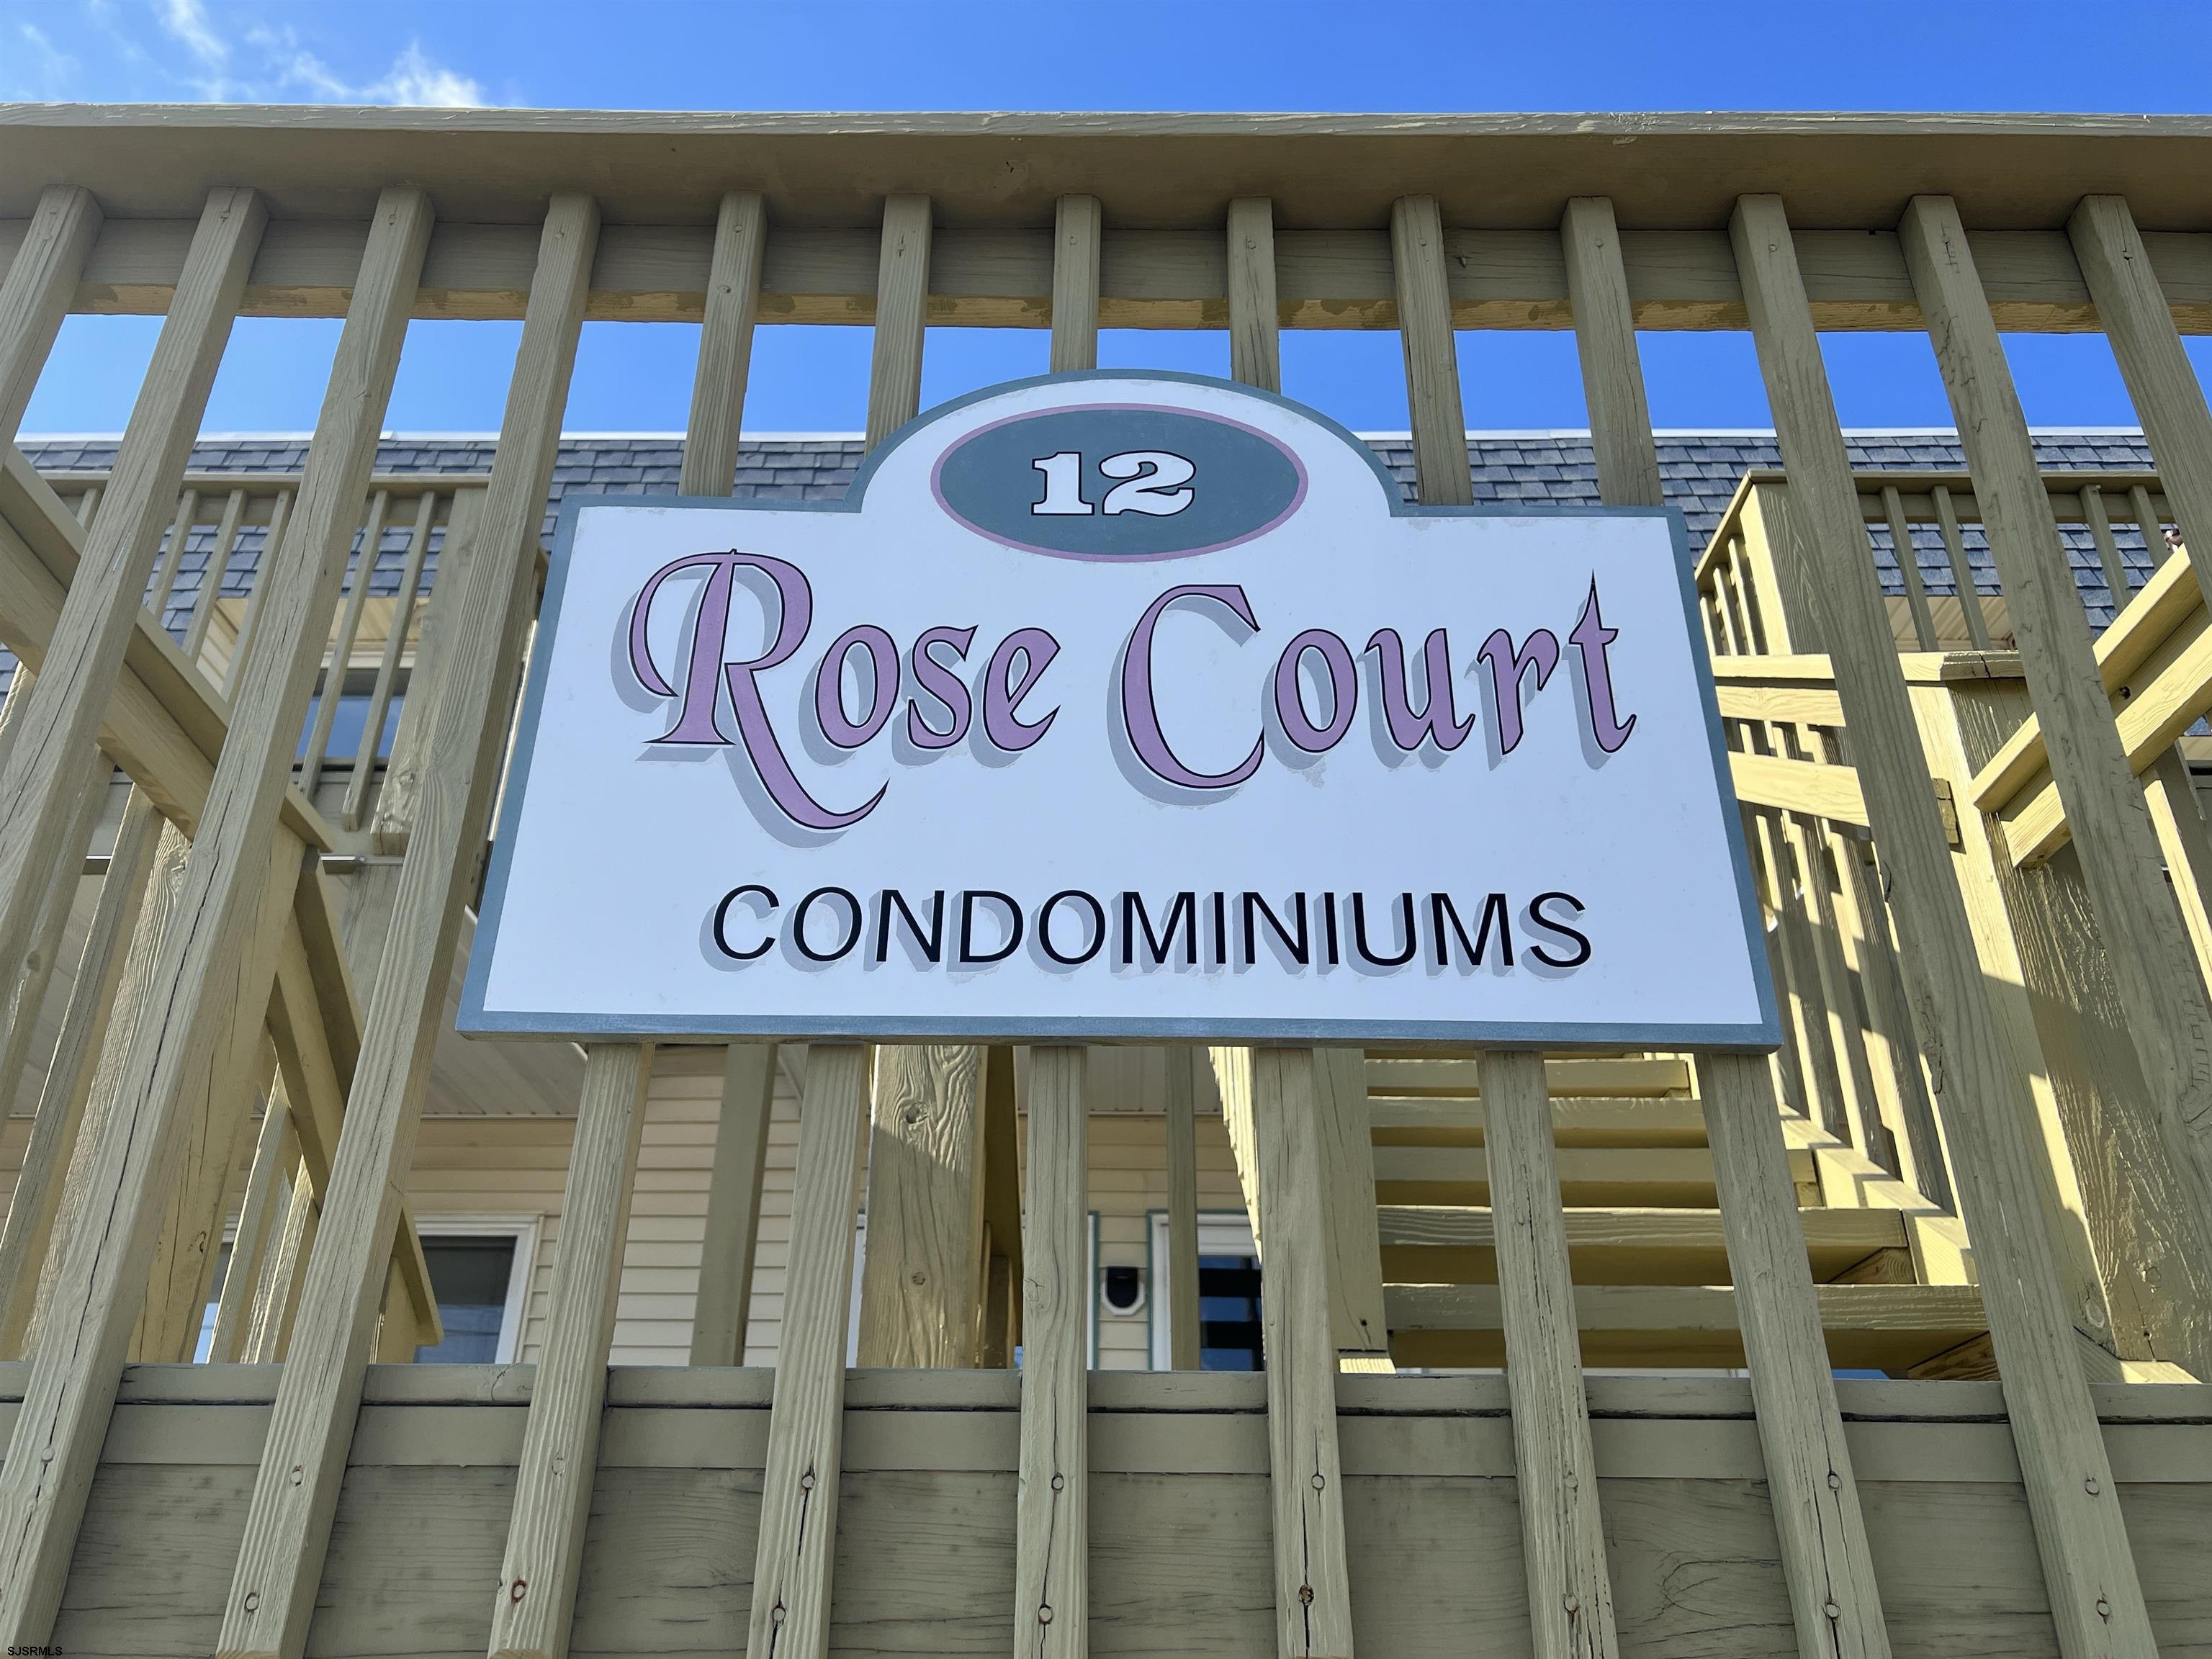 12
Rose Court
CONDOMINIUMS
SJSRMLS